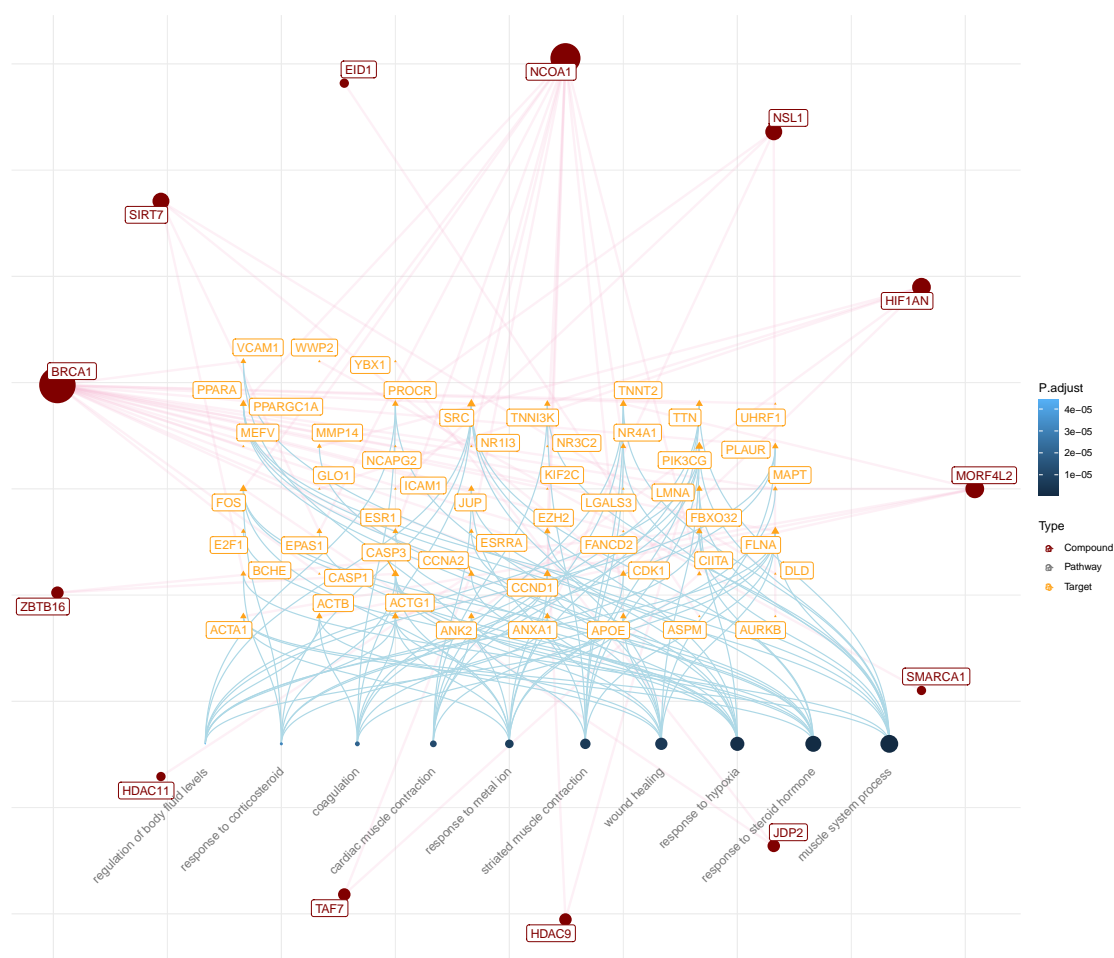 EID1
NCOA1
NSL1
SIRT7
HIF1AN
BRCA1
VCAM1
WWP2
YBX1
PPARA
PROCR
TNNT2
PPARGC1A
SRC
TNNI3K
TTN
UHRF1
MEFV
MMP14
NR1I3
NR3C2
NR4A1
PLAUR
NCAPG2
PIK3CG
GLO1
ICAM1
KIF2C
MAPT
MORF4L2
FOS
JUP
LGALS3
LMNA
ESR1
EZH2
FBXO32
E2F1
EPAS1
CASP3
ESRRA
FANCD2
FLNA
BCHE
CASP1
CCNA2
CDK1
CIITA
DLD
CCND1
ZBTB16
ACTB
ACTG1
ACTA1
ANK2
ANXA1
APOE
ASPM
AURKB
SMARCA1
HDAC11
regulation of body fluid levels
response to corticosteroid
coagulation
cardiac muscle contraction
response to metal ion
striated muscle contraction
wound healing
response to hypoxia
response to steroid hormone
muscle system process
JDP2
TAF7
HDAC9
P.adjust
4e−05
3e−05
2e−05
1e−05
Type
Compound
Pathway
Target